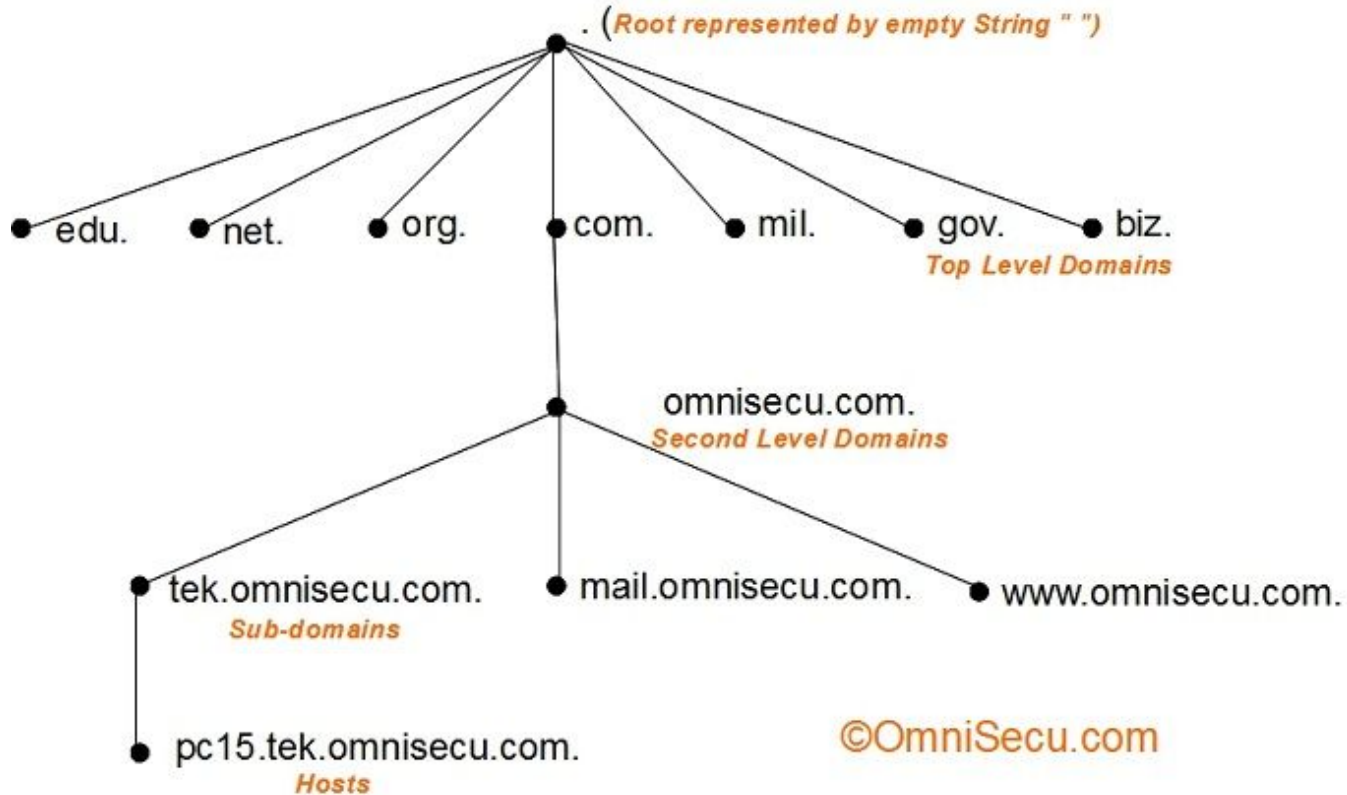 . (Root represented by empty String " ")
edu. net. org. com. mil. gov. biz.
Top Level Domains
omnisecu.com.
Second Level Domains
tek.omnisecu.com. mail.omnisecu.com. www.omnisecu.com.
Sub-domains
pc15.tek.omnisecu.com.
Hosts
©OmniSecu.com